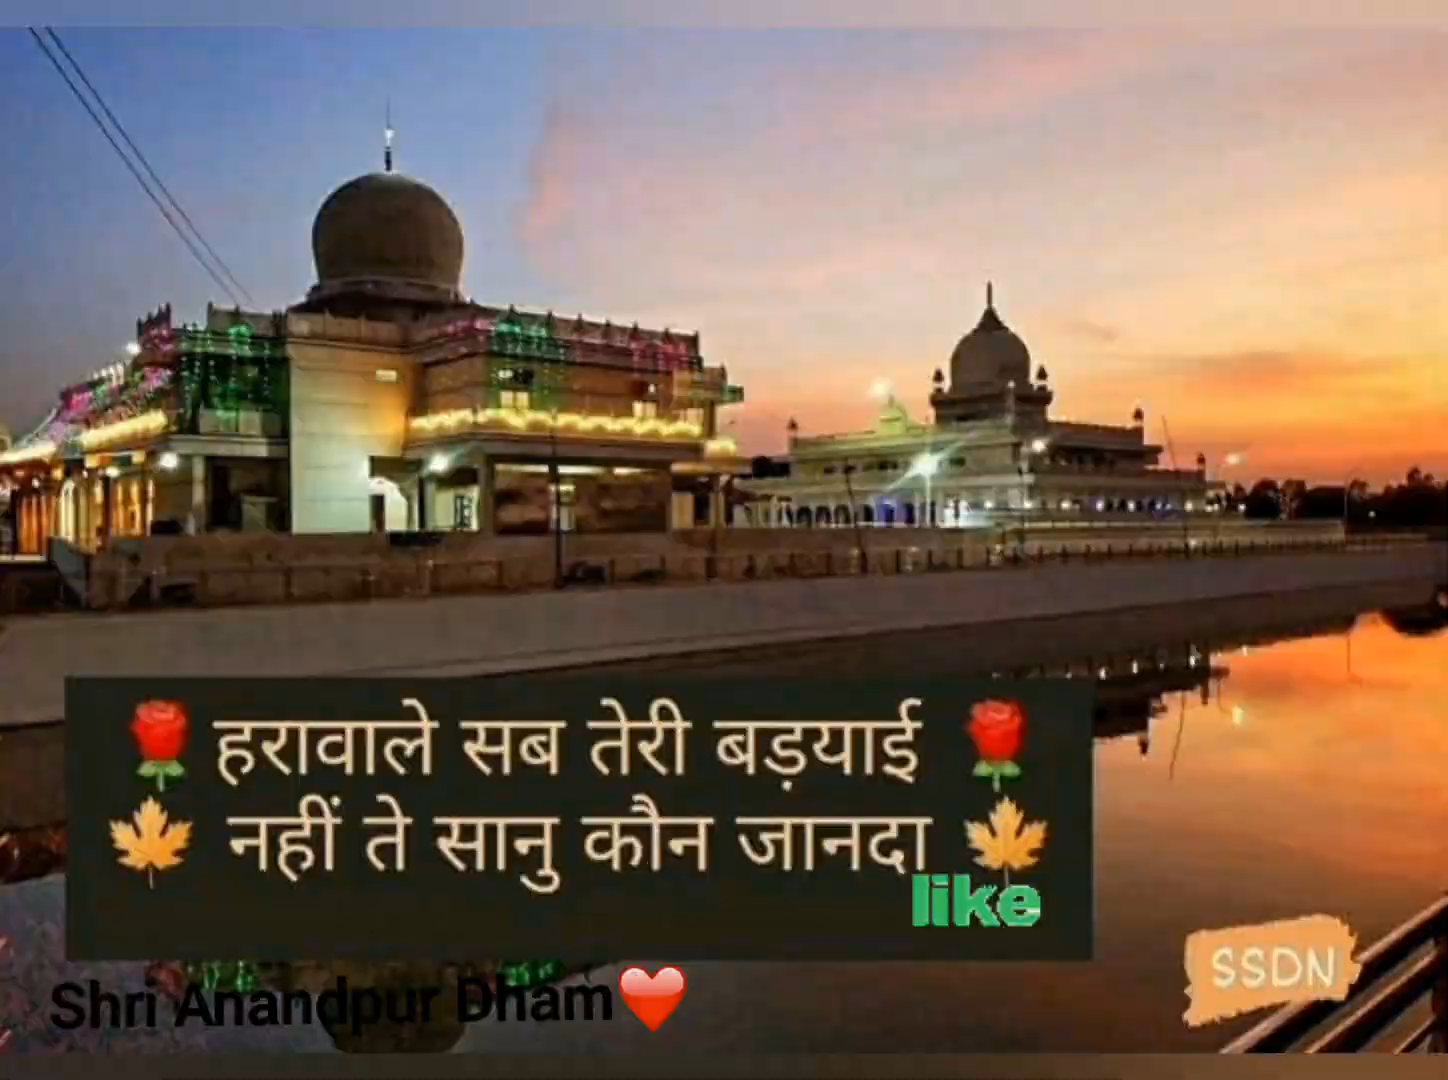 🌹 हरावाले सब तेरी बड़याई 🌹
🍁 नहीं ते सानु कौन जानदा 🍁
like
SSDN
Shri Anandpur Dham❤️